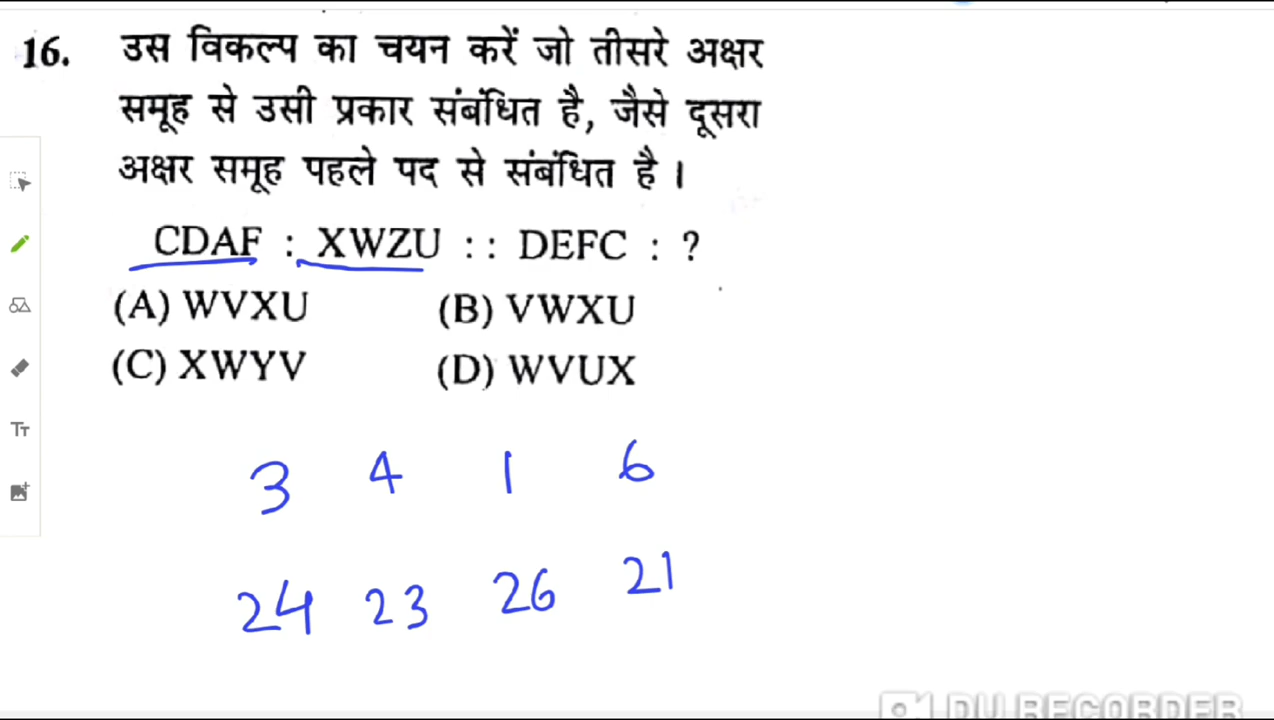 16. उस विकल्प का चयन करें जो तीसरे अक्षर
समूह से उसी प्रकार संबंधित है, जैसे दूसरा
अक्षर समूह पहले पद से संबंधित है ।
CDAF : XWZU : : DEFC : ?
(A) WVXU (B) VWXU
(C) XWYV (D) WVUX
3 4 1 6
24 23 26 21
Tт
DU RECORDER